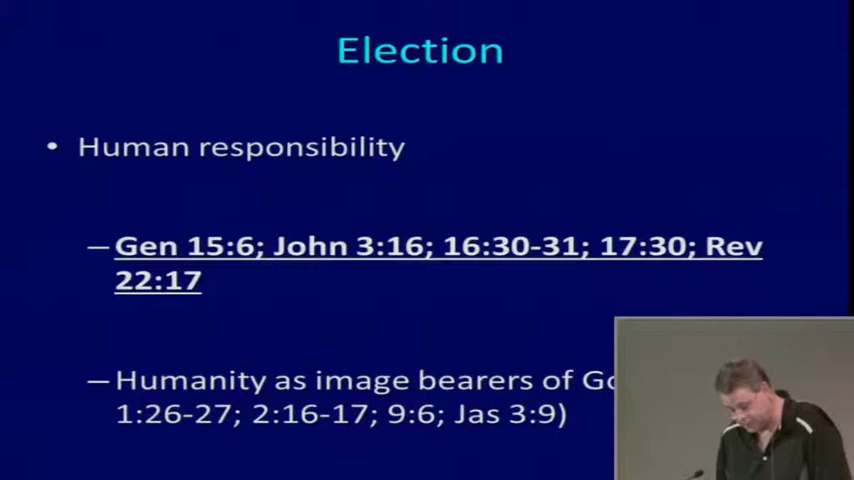 Election
• Human responsibility
–Gen 15:6; John 3:16; 16:30-31; 17:30; Rev
22:17
–Humanity as image bearers of
1:26-27; 2:16-17; 9:6; Jas 3:9)